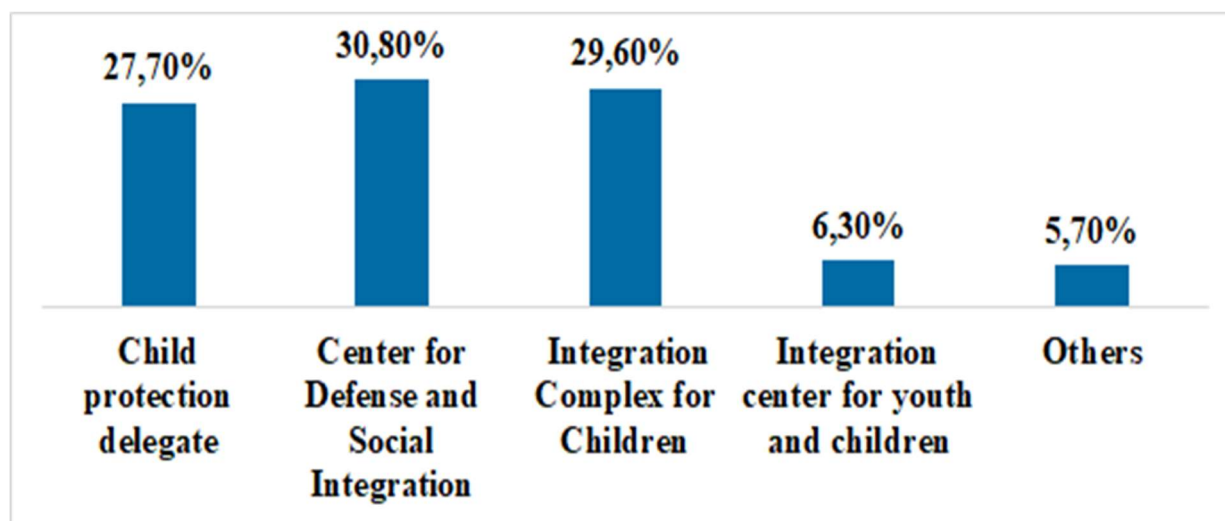 27,70%
30,80%
29,60%
6,30%
5,70%
Child
protection
delegate
Center for
Defense and
Social
Integration
Integration
Complex for
Children
Integration
center for youth
and children
Others